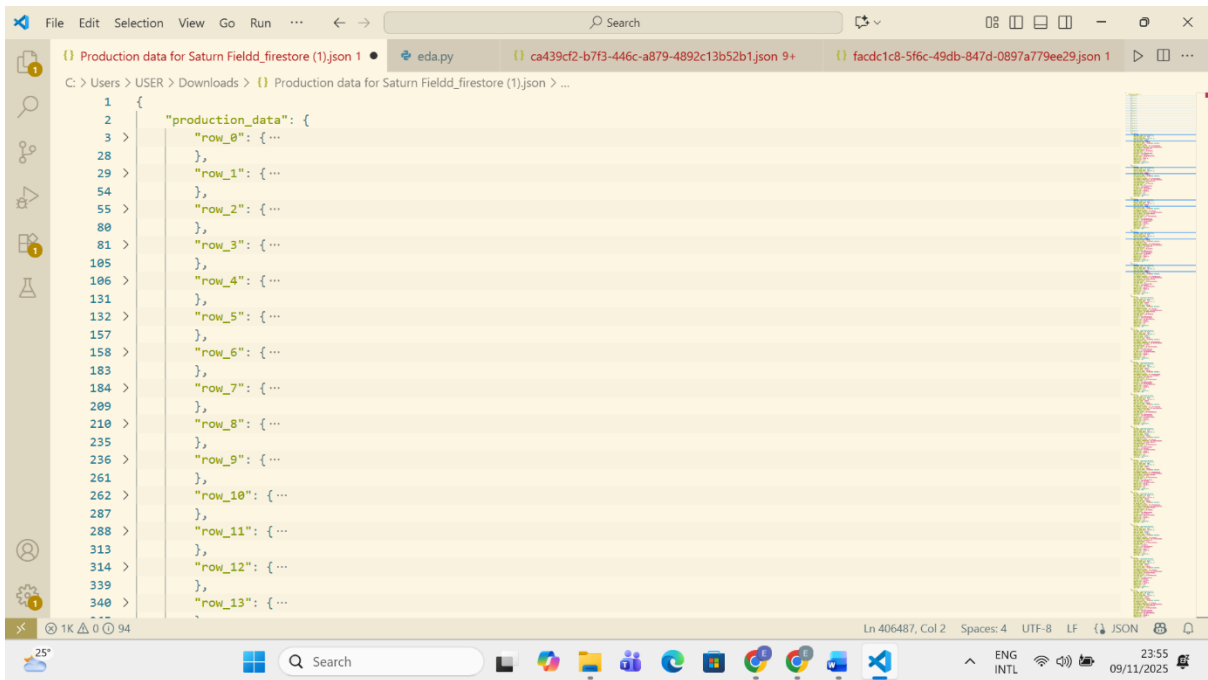 File Edit Selection View Go Run ··· ← → Search
{} Production data for Saturn Fieldd_firestore (1).json 1 ● eda.py {} ca439cf2-b7f3-446c-a879-4892c13b52b1.json 9+ {} facdc1c8-5f6c-49db-847d-0897a779ee29.json 1 ···
C: > Users > USER > Downloads > {} Production data for Saturn Fieldd_firestore (1).json > ...
1 {
2 "production_data": {
3 > "row_0": { ···
28 },
29 > "row_1": { ···
54 },
55 > "row_2": { ···
80 },
81 > "row_3": { ···
105 },
106 > "row_4": { ···
131 },
132 > "row_5": { ···
157 },
158 > "row_6": { ···
183 },
184 > "row_7": { ···
209 },
210 > "row_8": { ···
235 },
236 > "row_9": { ···
261 },
262 > "row_10": { ···
287 },
288 > "row_11": { ···
313 },
314 > "row_12": { ···
339 },
340 > "row_13": { ···
1
1
1
1K 0 94 Ln 406487, Col 2 Spaces: 4 UTF-8 LF {} JSON
25° Search ENG INTL 23:55 09/11/2025